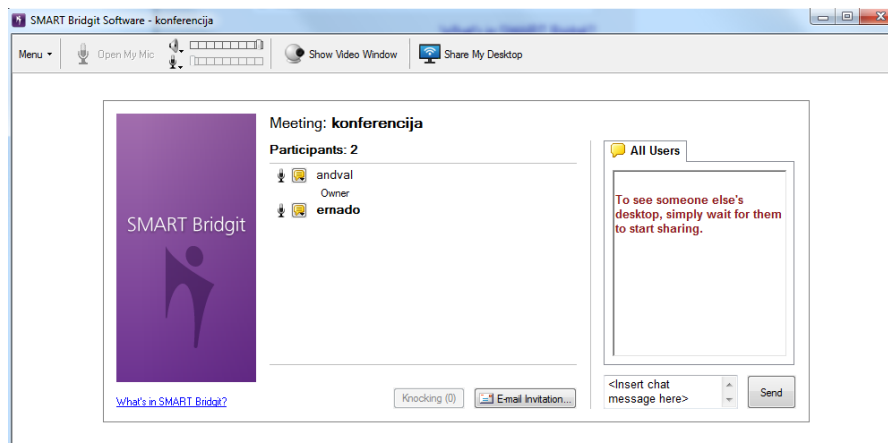 SMART Bridgit Software - konferencija
Menu
Open My Mic
Show Video Window
Share My Desktop
Meeting: konferencija
Participants: 2
andval
Owner
ernado
SMART Bridgit
What's in SMART Bridgit?
Knocking (0)
E-mail Invitation...
All Users
To see someone else's
desktop, simply wait for them
to start sharing.
<Insert chat
message here>
Send